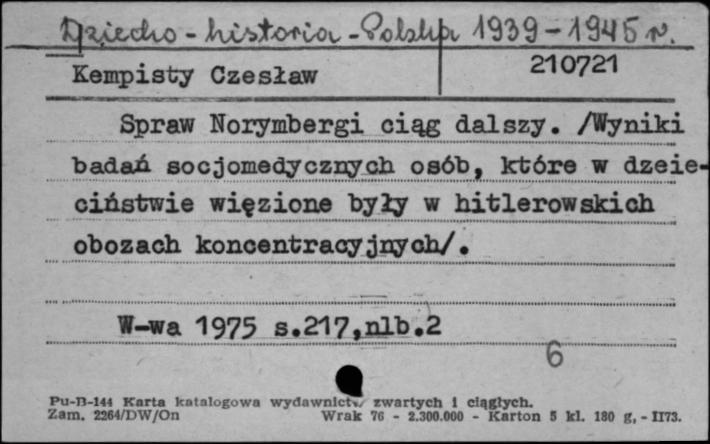 Dziecko - historia - Polska 1939-1945 r.
Kempisty Czesław 210721
Spraw Norymbergi ciąg dalszy. /Wyniki
badań socjomedycznych osób, które w dzeie-
ciństwie więzione były w hitlerowskich
obozach koncentracyjnych/.
W-wa 1975 s.217,nlb.2
6
Pu-B-144 Karta katalogowa wydawnictw zwartych i ciągłych.
Zam. 2264/DW/On Wrak 76 - 2.300.000 - Karton 5 kl. 180 g, - II73.